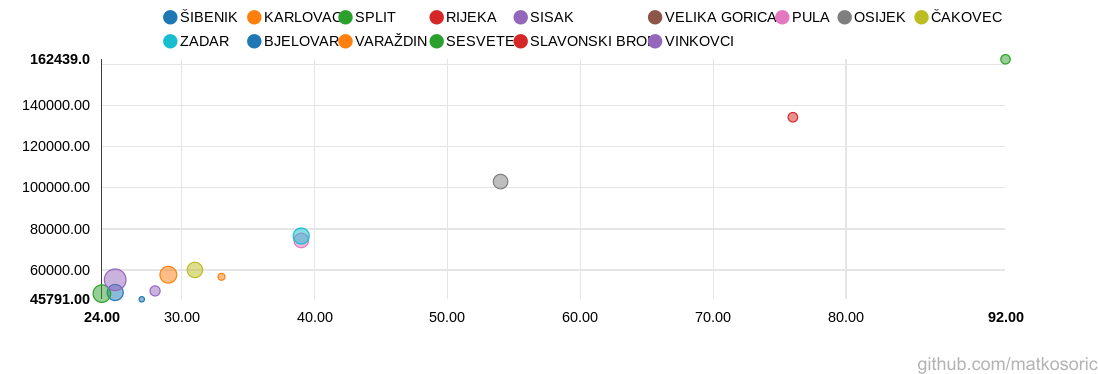 ŠIBENIK KARLOVAC SPLIT RIJEKA SISAK VELIKA GORICA PULA OSIJEK ČAKOVEC
ZADAR BJELOVAR VARAŽDIN SESVETE SLAVONSKI BROD VINKOVCI
162439.0
140000.00
120000.00
100000.00
80000.00
60000.00
45791.00
24.00 30.00 40.00 50.00 60.00 70.00 80.00 92.00
github.com/matkosoric